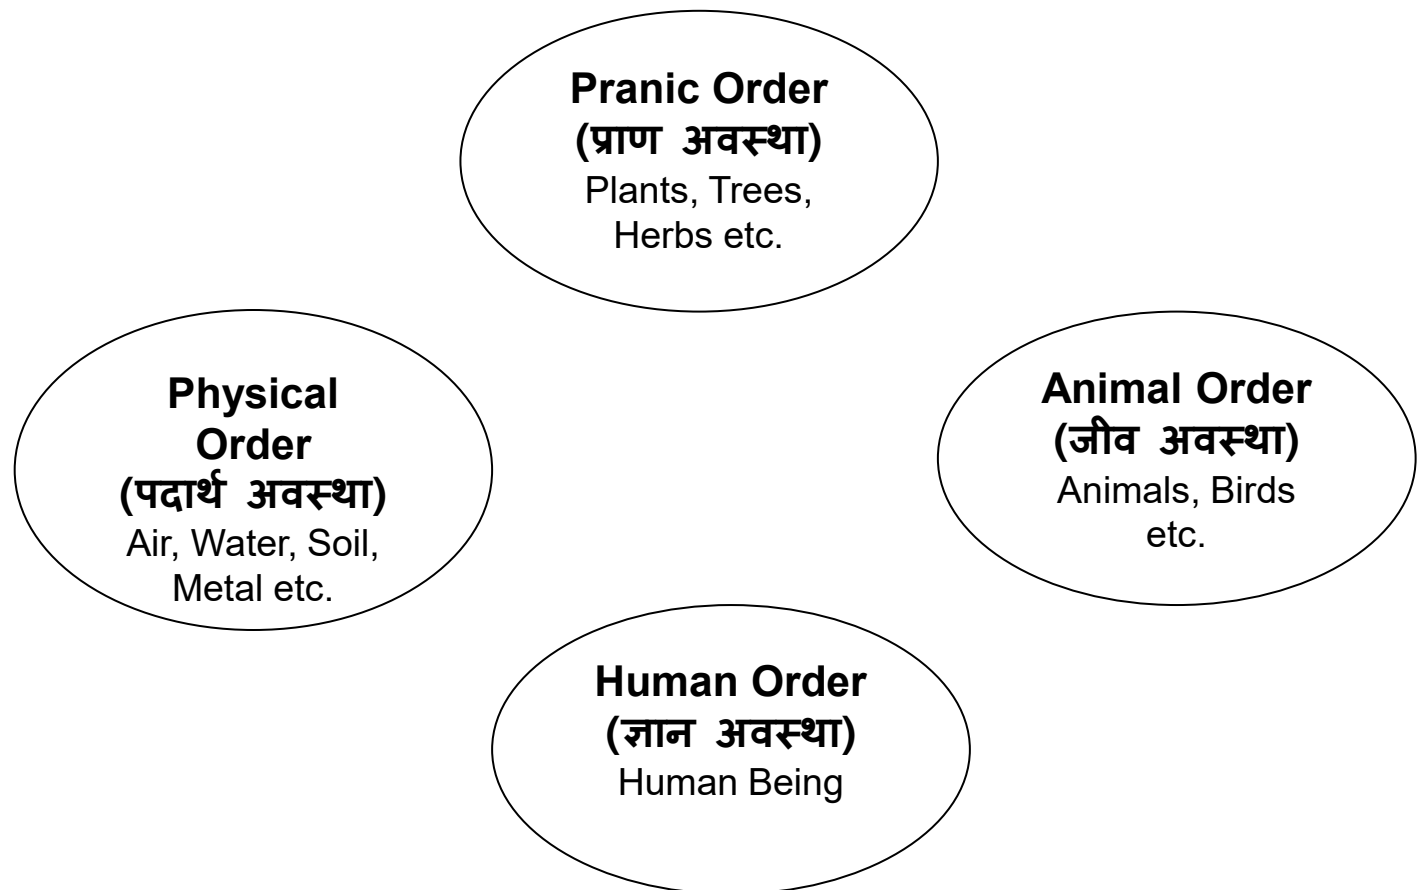 Pranic Order
(प्राण अवस्था)
Plants, Trees,
Herbs etc.
Physical
Order
(पदार्थ अवस्था)
Air, Water, Soil,
Metal etc.
Animal Order
(जीव अवस्था)
Animals, Birds
etc.
Human Order
(ज्ञान अवस्था)
Human Being